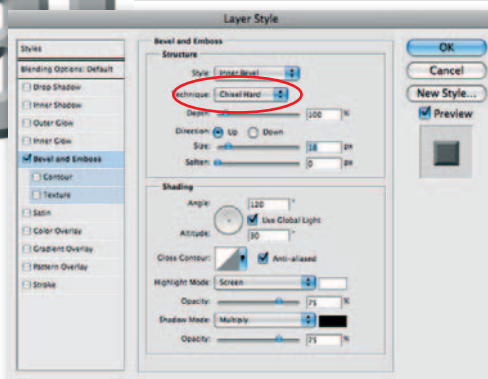 Layer Style
Styles
Blending Options: Default
Drop Shadow
Inner Shadow
Outer Glow
Inner Glow
Bevel and Emboss
Contour
Texture
Satin
Color Overlay
Gradient Overlay
Pattern Overlay
Stroke
Bevel and Emboss
Structure
Style: Inner Bevel
Technique: Chisel Hard
Depth: 100 %
Direction: Up Down
Size: 18 px
Soften: 0 px
Shading
Angle: 120 °
Use Global Light
Altitude: 30 °
Gloss Contour: Anti-aliased
Highlight Mode: Screen
Opacity: 75 %
Shadow Mode: Multiply
Opacity: 75 %
OK
Cancel
New Style...
Preview